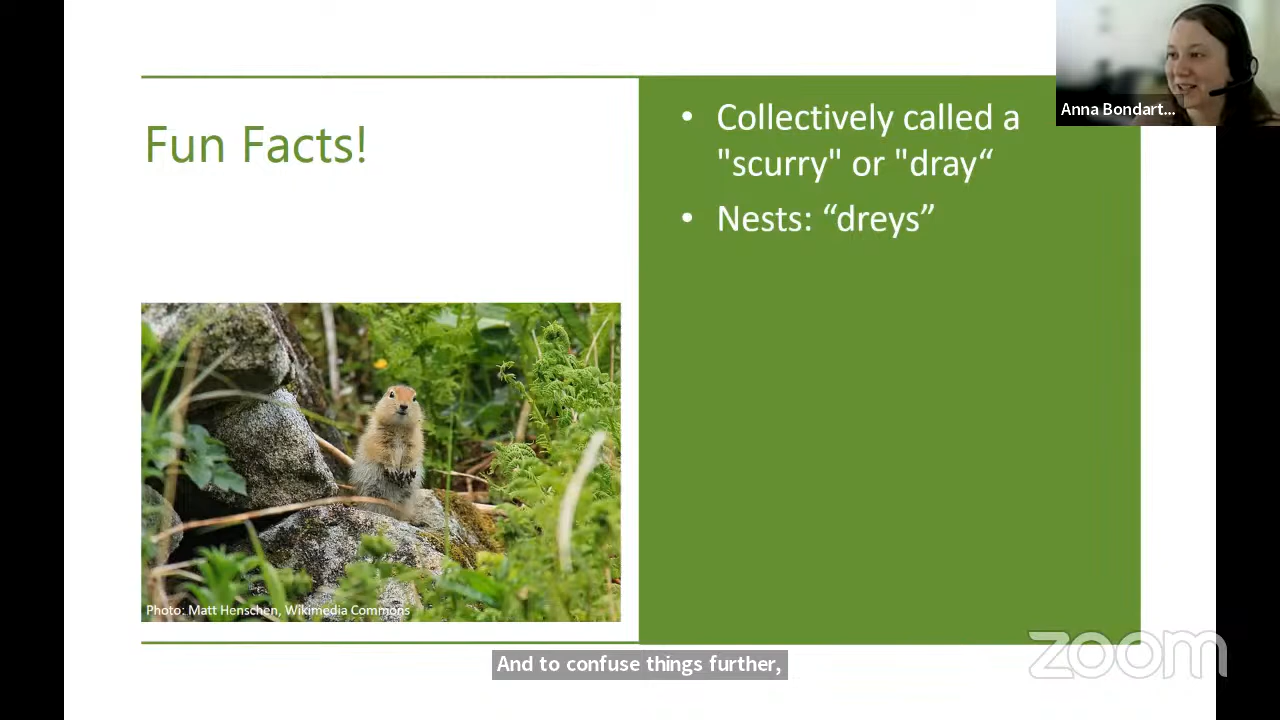 Anna Bondart...
Fun Facts!
• Collectively called a
"scurry" or "dray“
• Nests: “dreys”
Photo: Matt Henschen, Wikimedia Commons
And to confuse things further,
zoom